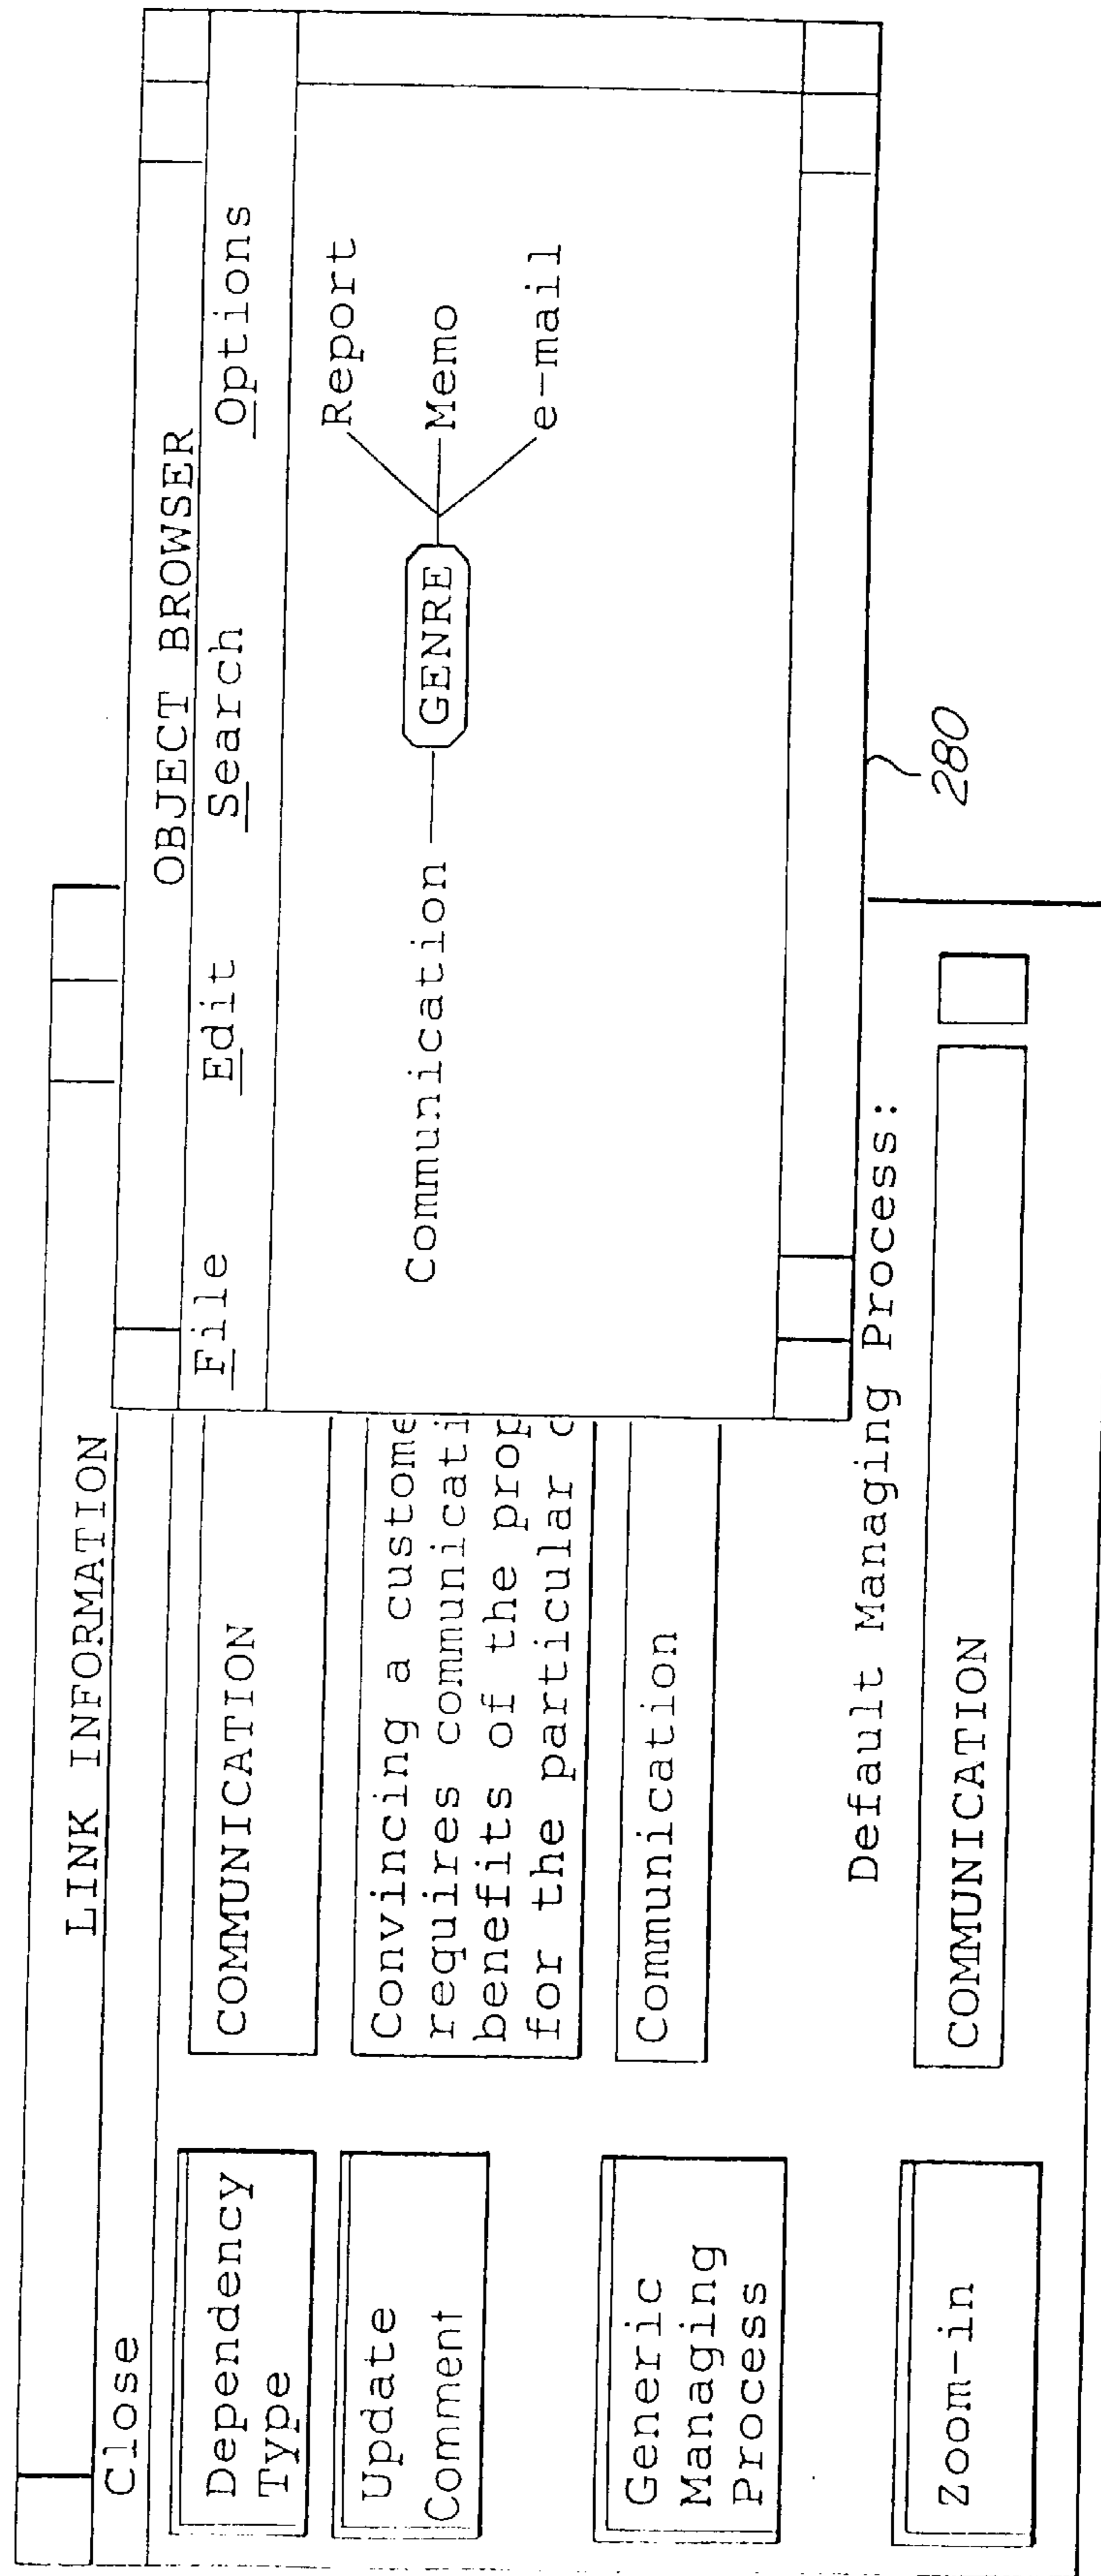 LINK INFORMATION
Close
Dependency
Type
COMMUNICATION
Update
Comment
Convincing a custome
requires communicati
benefits of the prop
for the particular c
Generic
Managing
Process
Communication
Default Managing Process:
Zoom-in
COMMUNICATION
OBJECT BROWSER
File Edit Search Options
Communication
GENRE
Report
Memo
e-mail
280